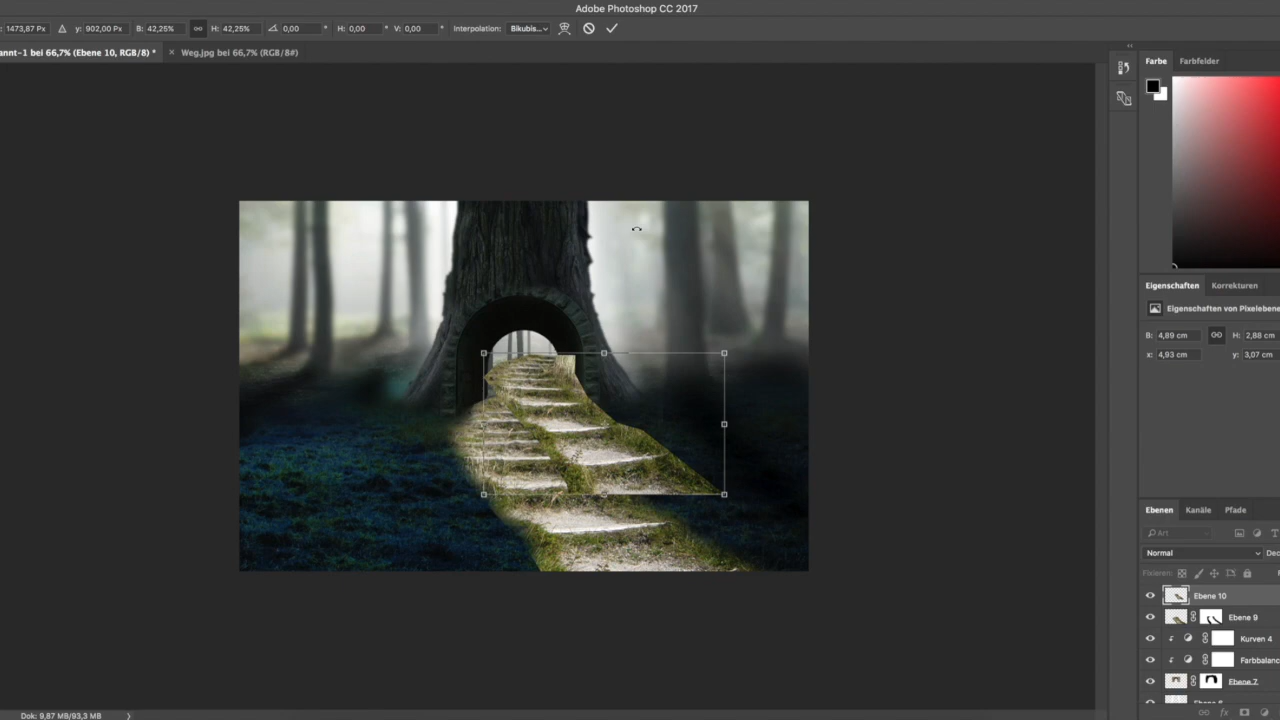 Adobe Photoshop CC 2017
: 1473,87 Px y: 902,00 Px B: 42,25% H: 42,25% 0,00 ° H: 0,00 ° V: 0,00 ° Interpolation: Bikubis...
annt-1 bei 66,7% (Ebene 10, RGB/8) * × Weg.jpg bei 66,7% (RGB/8#)
Farbe Farbfelder
Eigenschaften Korrekturen
Eigenschaften von Pixelebene
B: 4,89 cm H: 2,88 cm
x: 4,93 cm y: 3,07 cm
Ebenen Kanäle Pfade
Art
Normal Dec
Fixieren:
Ebene 10
Ebene 9
Kurven 4
Farbbalanc
Ebene 7
Dok: 9,87 MB/93,3 MB